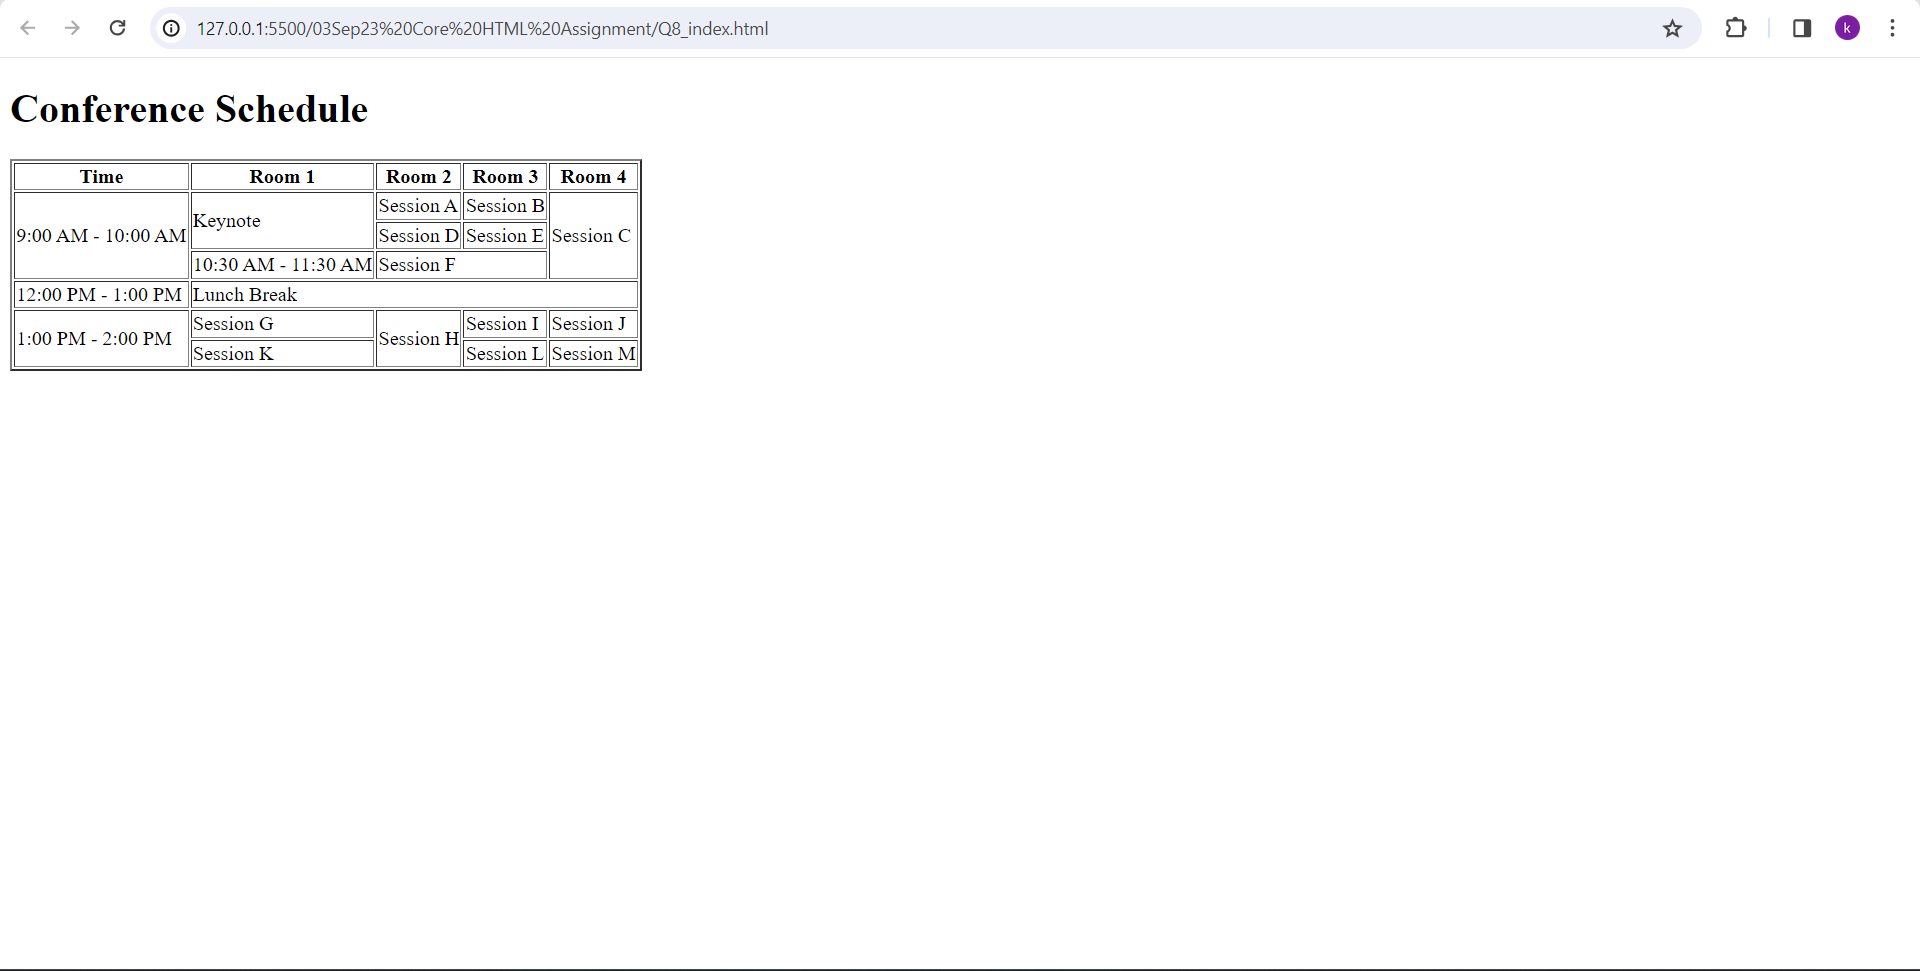 127.0.0.1:5500/03Sep23%20Core%20HTML%20Assignment/Q8_index.html
k
Conference Schedule
Time Room 1 Room 2 Room 3 Room 4
9:00 AM - 10:00 AM Keynote Session A Session B Session C
Session D Session E
10:30 AM - 11:30 AM Session F
12:00 PM - 1:00 PM Lunch Break
1:00 PM - 2:00 PM Session G Session H Session I Session J
Session K Session L Session M